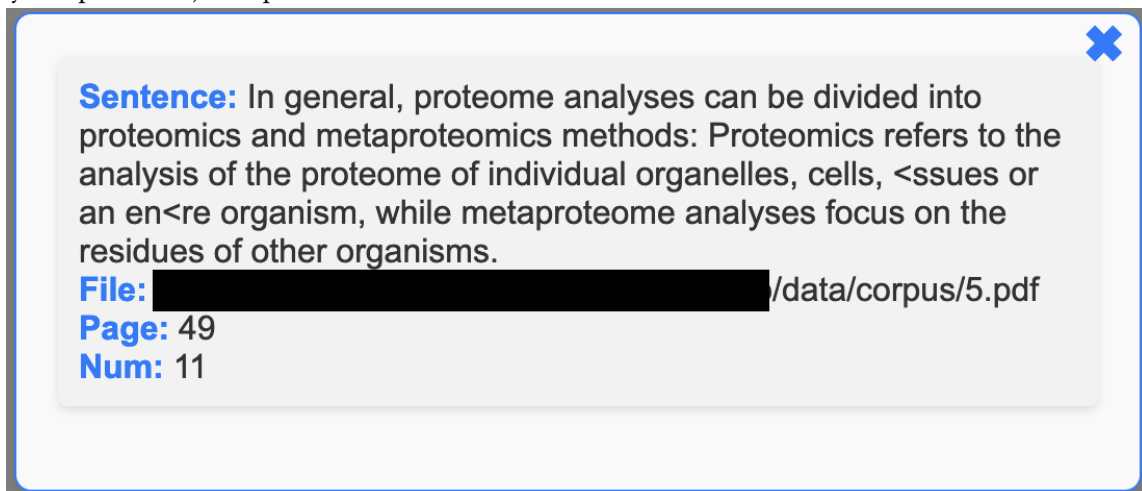 Sentence: In general, proteome analyses can be divided into
proteomics and metaproteomics methods: Proteomics refers to the
analysis of the proteome of individual organelles, cells, <ssues or
an en<re organism, while metaproteome analyses focus on the
residues of other organisms.
File: /data/corpus/5.pdf
Page: 49
Num: 11